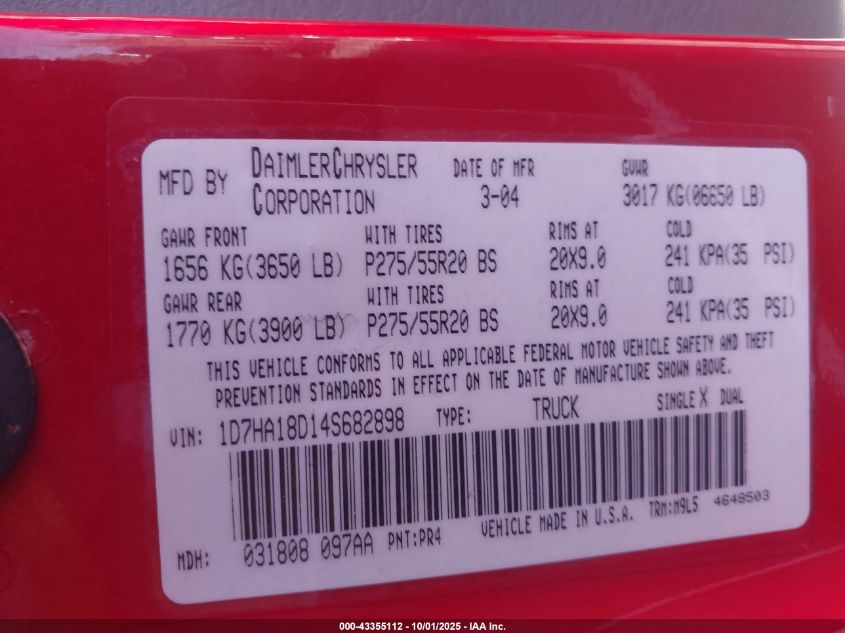 MFD BY DAIMLERCHRYSLER CORPORATION
DATE OF MFR 3-04
GVWR 3017 KG(06650 LB)
GAWR FRONT WITH TIRES RIMS AT COLD
1656 KG(3650 LB) P275/55R20 BS 20X9.0 241 KPA(35 PSI)
GAWR REAR WITH TIRES RIMS AT COLD
1770 KG(3900 LB) P275/55R20 BS 20X9.0 241 KPA(35 PSI)
THIS VEHICLE CONFORMS TO ALL APPLICABLE FEDERAL MOTOR VEHICLE SAFETY AND THEFT
PREVENTION STANDARDS IN EFFECT ON THE DATE OF MANUFACTURE SHOWN ABOVE.
VIN: 1D7HA18D14S682898 TYPE: TRUCK SINGLE X DUAL
MDH: 031808 097AA PNT:PR4 VEHICLE MADE IN U.S.A. TRM:M9L5 4648503
000-43355112 - 10/01/2025 - IAA Inc.